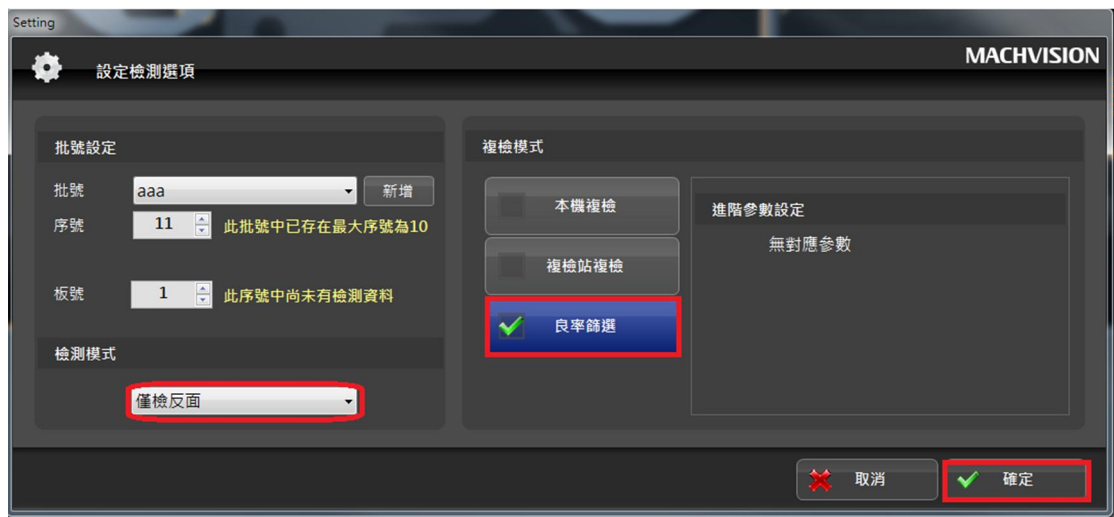 Setting
設定檢測選項
MACHVISION
批號設定
批號 aaa 新增
序號 11 此批號中已存在最大序號為10
板號 1 此序號中尚未有檢測資料
檢測模式
僅檢反面
複檢模式
本機複檢
複檢站複檢
良率篩選
進階參數設定
無對應參數
取消
確定